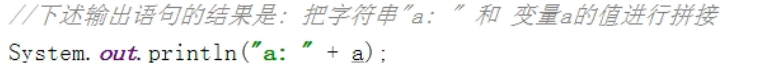 //下述输出语句的结果是: 把字符串"a: " 和 变量a的值进行拼接
System.out.println("a: " + a);